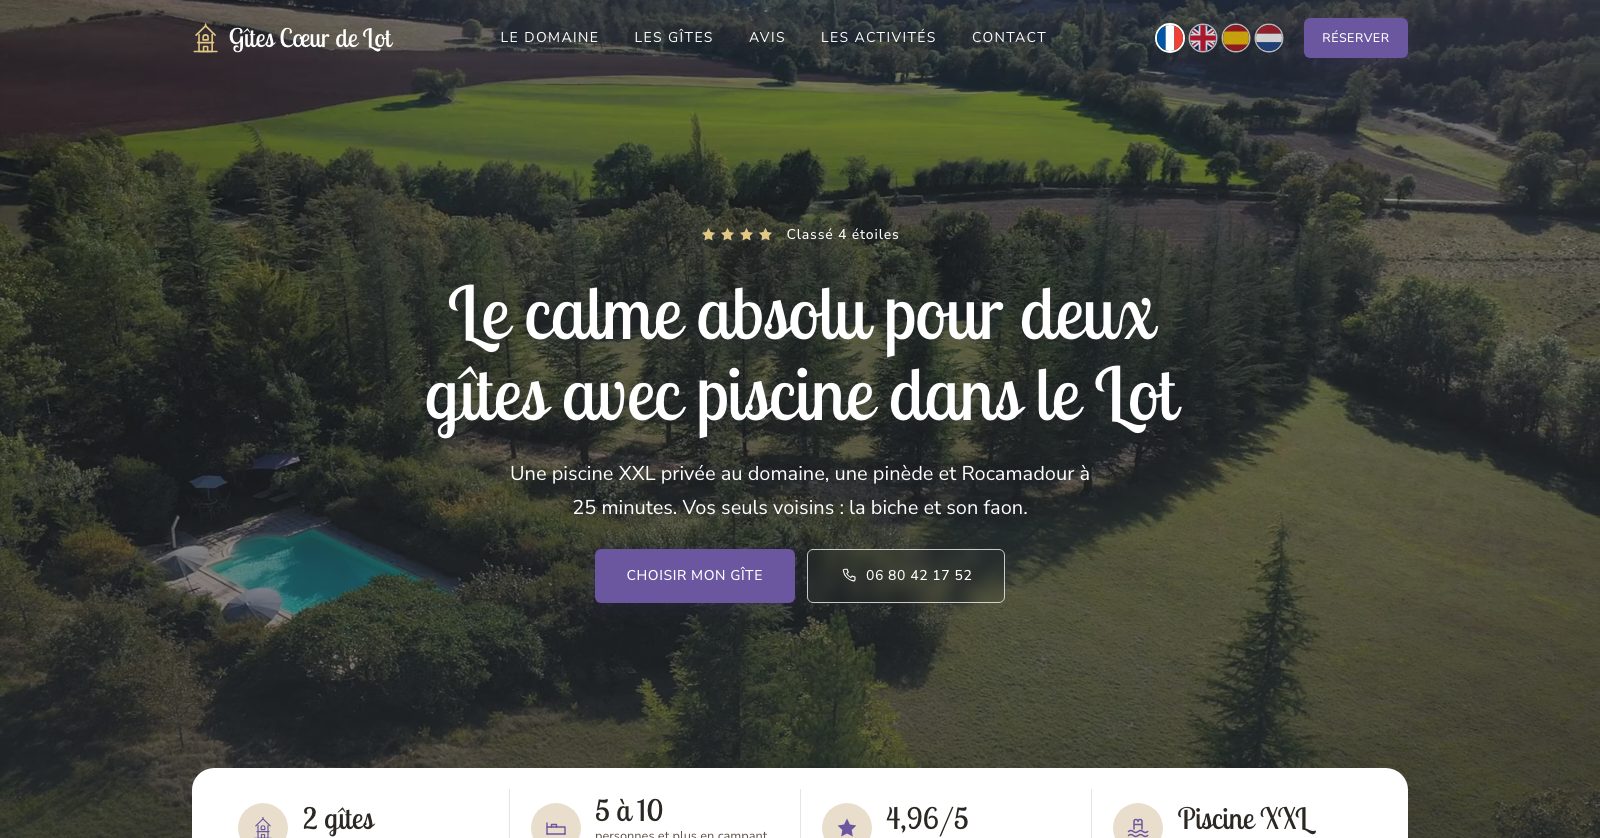 Gîtes Cœur de Lot
LE DOMAINE
LES GÎTES
AVIS
LES ACTIVITÉS
CONTACT
RÉSERVER
Classé 4 étoiles
Le calme absolu pour deux
gîtes avec piscine dans le Lot
Une piscine XXL privée au domaine, une pinède et Rocamadour à
25 minutes. Vos seuls voisins : la biche et son faon.
CHOISIR MON GÎTE
06 80 42 17 52
2 gîtes
5 à 10
personnes et plus en campant
4,96/5
Piscine XXL